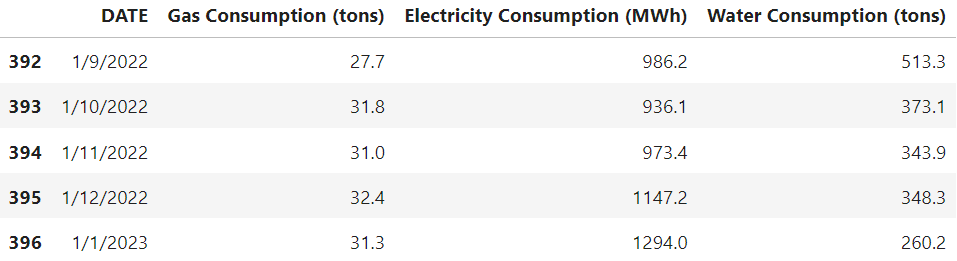 DATE Gas Consumption (tons) Electricity Consumption (MWh) Water Consumption (tons)
392 1/9/2022 27.7 986.2 513.3
393 1/10/2022 31.8 936.1 373.1
394 1/11/2022 31.0 973.4 343.9
395 1/12/2022 32.4 1147.2 348.3
396 1/1/2023 31.3 1294.0 260.2